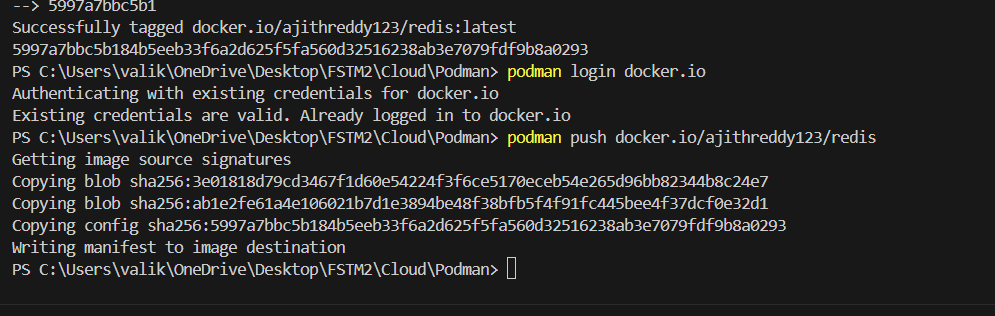 --> 5997a7bbc5b1
Successfully tagged docker.io/ajithreddy123/redis:latest
5997a7bbc5b184b5eeb33f6a2d625f5fa560d32516238ab3e7079fdf9b8a0293
PS C:\Users\valik\OneDrive\Desktop\FSTM2\Cloud\Podman> podman login docker.io
Authenticating with existing credentials for docker.io
Existing credentials are valid. Already logged in to docker.io
PS C:\Users\valik\OneDrive\Desktop\FSTM2\Cloud\Podman> podman push docker.io/ajithreddy123/redis
Getting image source signatures
Copying blob sha256:3e01818d79cd3467f1d60e54224f3f6ce5170eceb54e265d96bb82344b8c24e7
Copying blob sha256:ab1e2fe61a4e106021b7d1e3894be48f38bfb5f4f91fc445bee4f37dcf0e32d1
Copying config sha256:5997a7bbc5b184b5eeb33f6a2d625f5fa560d32516238ab3e7079fdf9b8a0293
Writing manifest to image destination
PS C:\Users\valik\OneDrive\Desktop\FSTM2\Cloud\Podman>